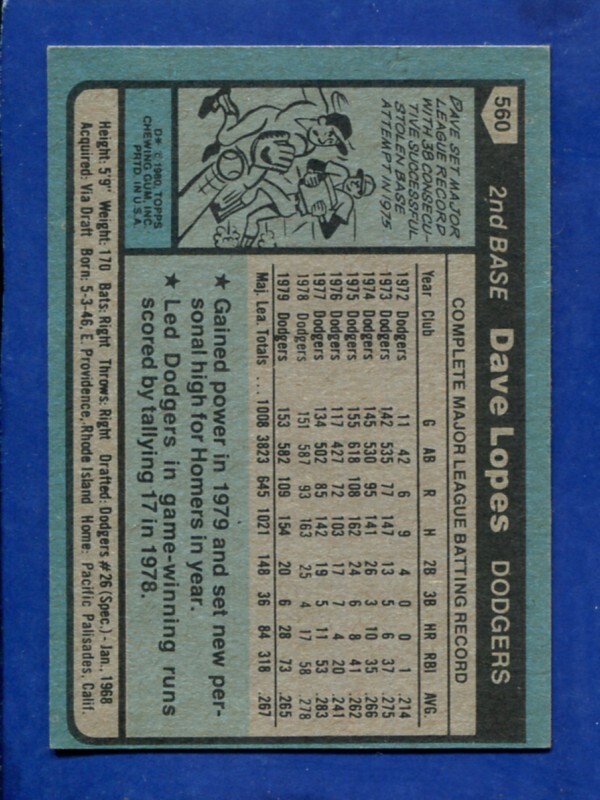 560
2nd BASE Dave Lopes DODGERS
DAVE SET MAJOR
LEAGUE RECORD
WITH 38 CONSECU-
TIVE SUCCESSFUL
STOLEN BASE
ATTEMPT IN 1975
D* © 1980, TOPPS
CHEWING GUM, INC.
PRTD. IN U.S.A.
COMPLETE MAJOR LEAGUE BATTING RECORD
Year Club G AB R H 2B 3B HR RBI AVG.
1972 Dodgers 11 42 6 9 4 0 0 1 .214
1973 Dodgers 142 535 77 147 13 5 6 37 .275
1974 Dodgers 145 530 95 141 26 3 10 35 .266
1975 Dodgers 155 618 108 162 24 6 8 41 .262
1976 Dodgers 117 427 72 103 17 7 4 20 .241
1977 Dodgers 134 502 85 142 19 5 11 53 .283
1978 Dodgers 151 587 93 163 25 4 17 58 .278
1979 Dodgers 153 582 109 154 20 6 28 73 .265
Maj. Lea. Totals ... 1008 3823 645 1021 148 36 84 318 .267
★ Gained power in 1979 and set new per-
sonal high for Homers in year.
★ Led Dodgers in game-winning runs
scored by tallying 17 in 1978.
Height: 5'9" Weight: 170 Bats: Right Throws: Right Drafted: Dodgers #26 (Spec.) - Jan., 1968
Acquired: Via Draft Born: 5-3-46, E. Providence, Rhode Island Home: Pacific Palisades, Calif.